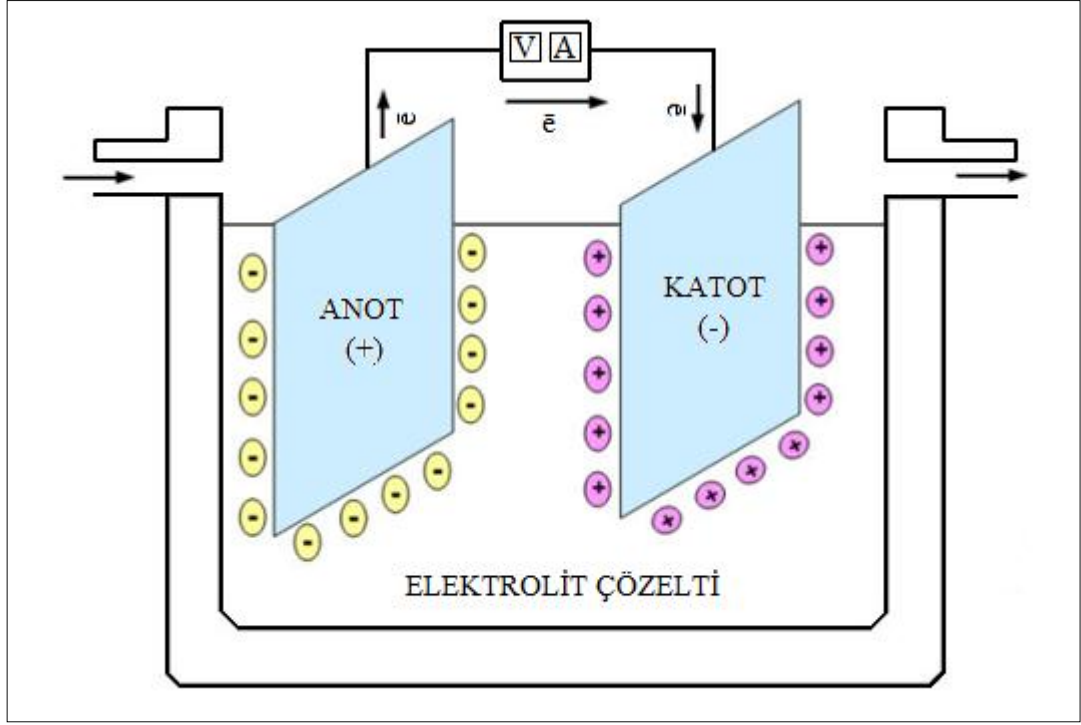 V A
ē ē ē
ANOT
(+)
KATOT
(-)
- - - - - - - - - - - - -
+ + + + + + + + + + + + +
ELEKTROLİT ÇÖZELTİ